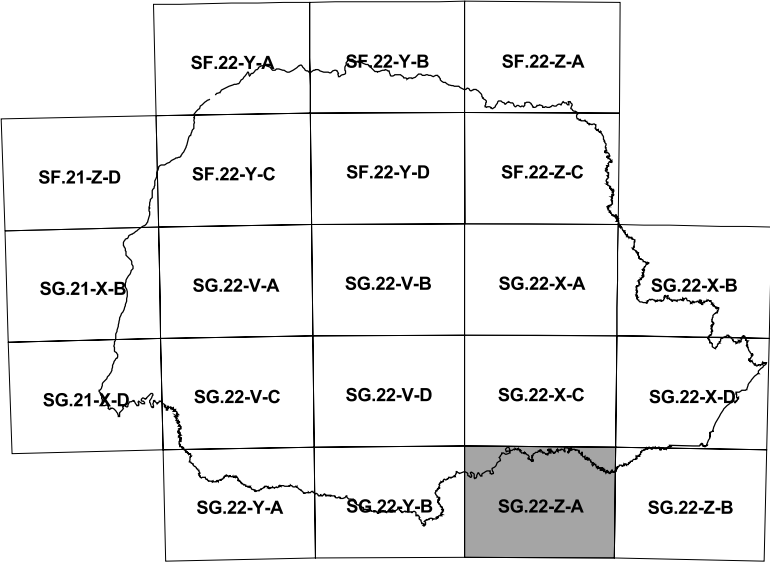 SF.22-Y-A SF.22-Y-B SF.22-Z-A
SF.21-Z-D SF.22-Y-C SF.22-Y-D SF.22-Z-C
SG.21-X-B SG.22-V-A SG.22-V-B SG.22-X-A SG.22-X-B
SG.21-X-D SG.22-V-C SG.22-V-D SG.22-X-C SG.22-X-D
SG.22-Y-A SG.22-Y-B SG.22-Z-A SG.22-Z-B